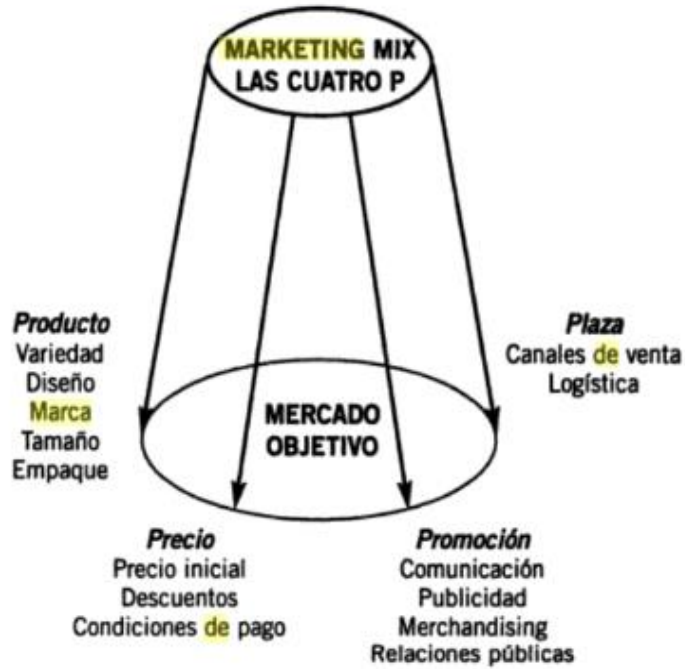 MARKETING MIX
LAS CUATRO P
Producto
Variedad
Diseño
Marca
Tamaño
Empaque
MERCADO
OBJETIVO
Plaza
Canales de venta
Logística
Precio
Precio inicial
Descuentos
Condiciones de pago
Promoción
Comunicación
Publicidad
Merchandising
Relaciones públicas